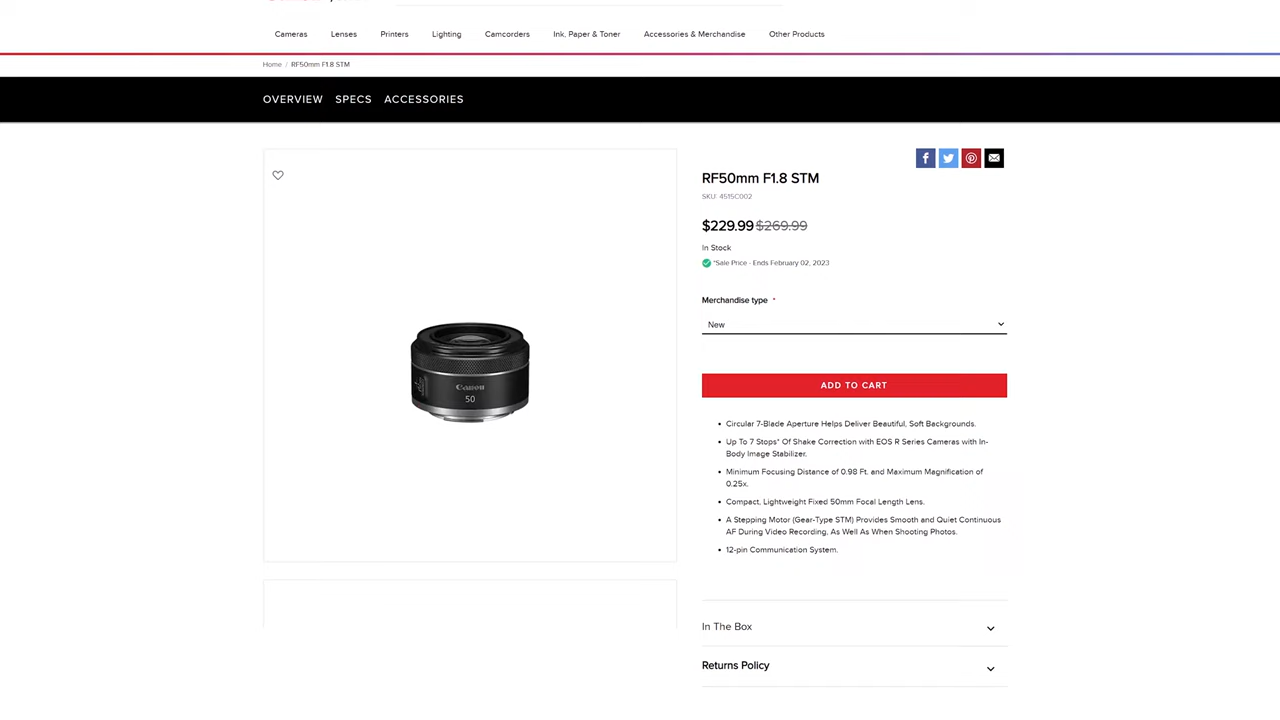 Cameras Lenses Printers Lighting Camcorders Ink, Paper & Toner Accessories & Merchandise Other Products
Home / RF50mm F1.8 STM
OVERVIEW SPECS ACCESSORIES
RF50mm F1.8 STM
SKU: 4515C002
$229.99 $269.99
In Stock
*Sale Price - Ends February 02, 2023
Merchandise type *
New
ADD TO CART
• Circular 7-Blade Aperture Helps Deliver Beautiful, Soft Backgrounds.
• Up To 7 Stops* Of Shake Correction with EOS R Series Cameras with In-
Body Image Stabilizer.
• Minimum Focusing Distance of 0.98 Ft. and Maximum Magnification of
0.25x.
• Compact, Lightweight Fixed 50mm Focal Length Lens.
• A Stepping Motor (Gear-Type STM) Provides Smooth and Quiet Continuous
AF During Video Recording, As Well As When Shooting Photos.
• 12-pin Communication System.
In The Box
Returns Policy
Canon
50